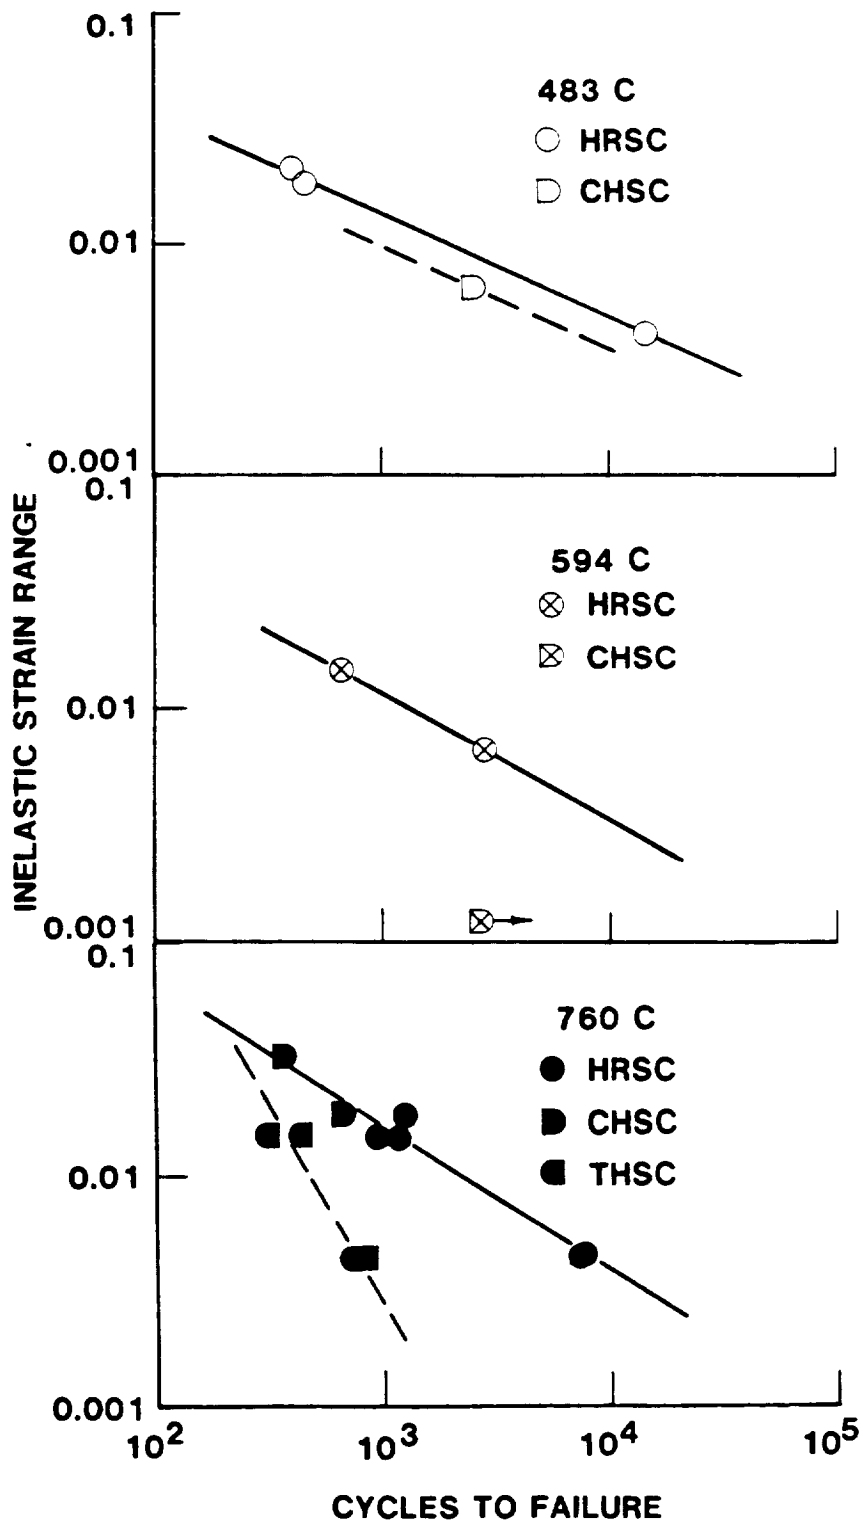 0.1
483 C
HRSC
CHSC
0.01
0.001
0.1
594 C
HRSC
CHSC
0.01
0.001
0.1
760 C
HRSC
CHSC
THSC
0.01
0.001
10² 10³ 10⁴ 10⁵
CYCLES TO FAILURE
INELASTIC STRAIN RANGE